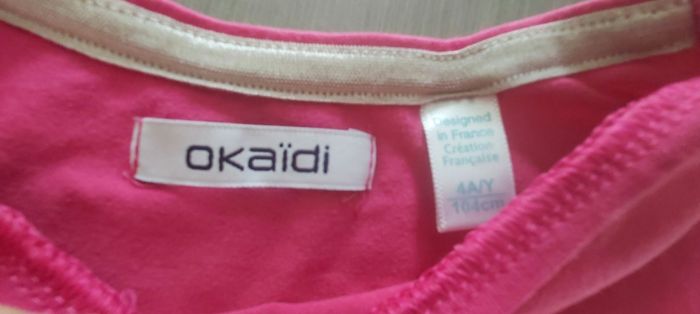 okaïdi
Designed
in France
Création
Française
4A/Y
104cm